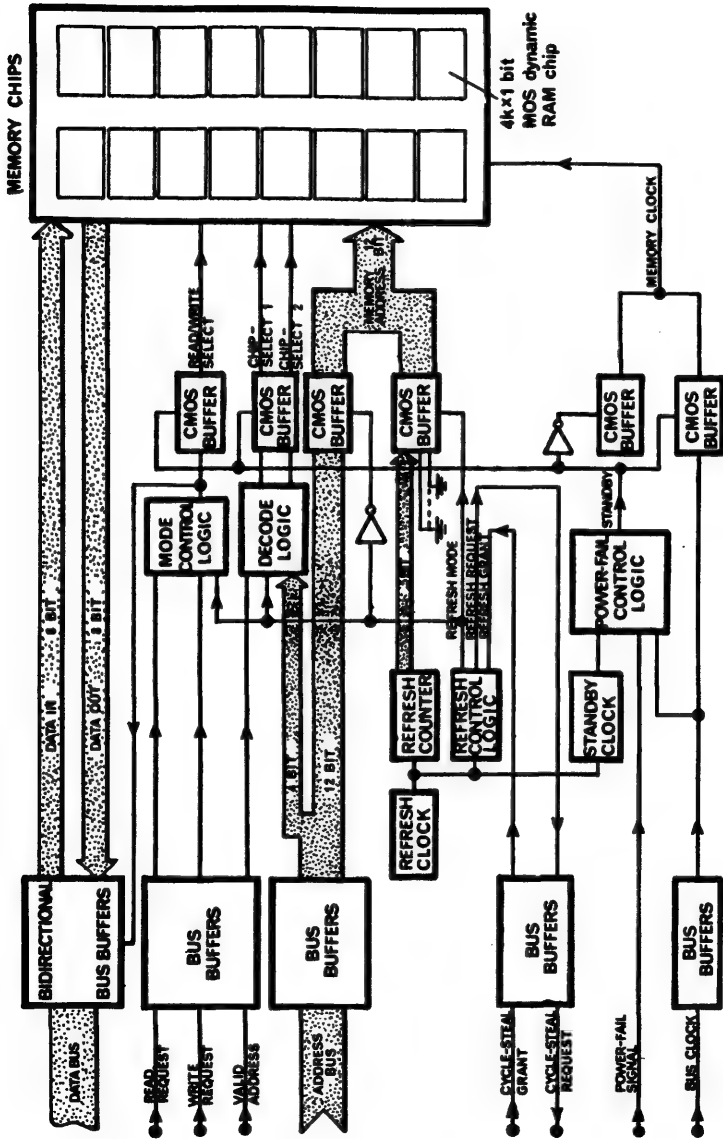 MEMORY CHIPS
4k×1 bit
MOS dynamic
RAM chip
DATA IN
8 BIT
DATA OUT
8 BIT
BIDIRECTIONAL
BUS BUFFERS
DATA BUS
READ
REQUEST
WRITE
REQUEST
VALID
ADDRESS
BUS
BUFFERS
MODE
CONTROL
LOGIC
CMOS
BUFFER
READ/WRITE
SELECT
DECODE
LOGIC
CMOS
BUFFER
CHIP-
SELECT 1
CHIP-
SELECT 2
ADDRESS
BUS
BUS
BUFFERS
4 BIT
12 BIT
CMOS
BUFFER
MEMORY
ADDRESS
12
BIT
REFRESH
CLOCK
REFRESH
COUNTER
BIT
CMOS
BUFFER
REFRESH
CONTROL
LOGIC
REFRESH MODE
REFRESH REQUEST
REFRESH GRANT
CYCLE-STEAL
GRANT
CYCLE-STEAL
REQUEST
BUS
BUFFERS
STANDBY
CLOCK
POWER-FAIL
CONTROL
LOGIC
STANDBY
CMOS
BUFFER
MEMORY CLOCK
POWER-FAIL
SIGNAL
BUS CLOCK
BUS
BUFFERS
CMOS
BUFFER